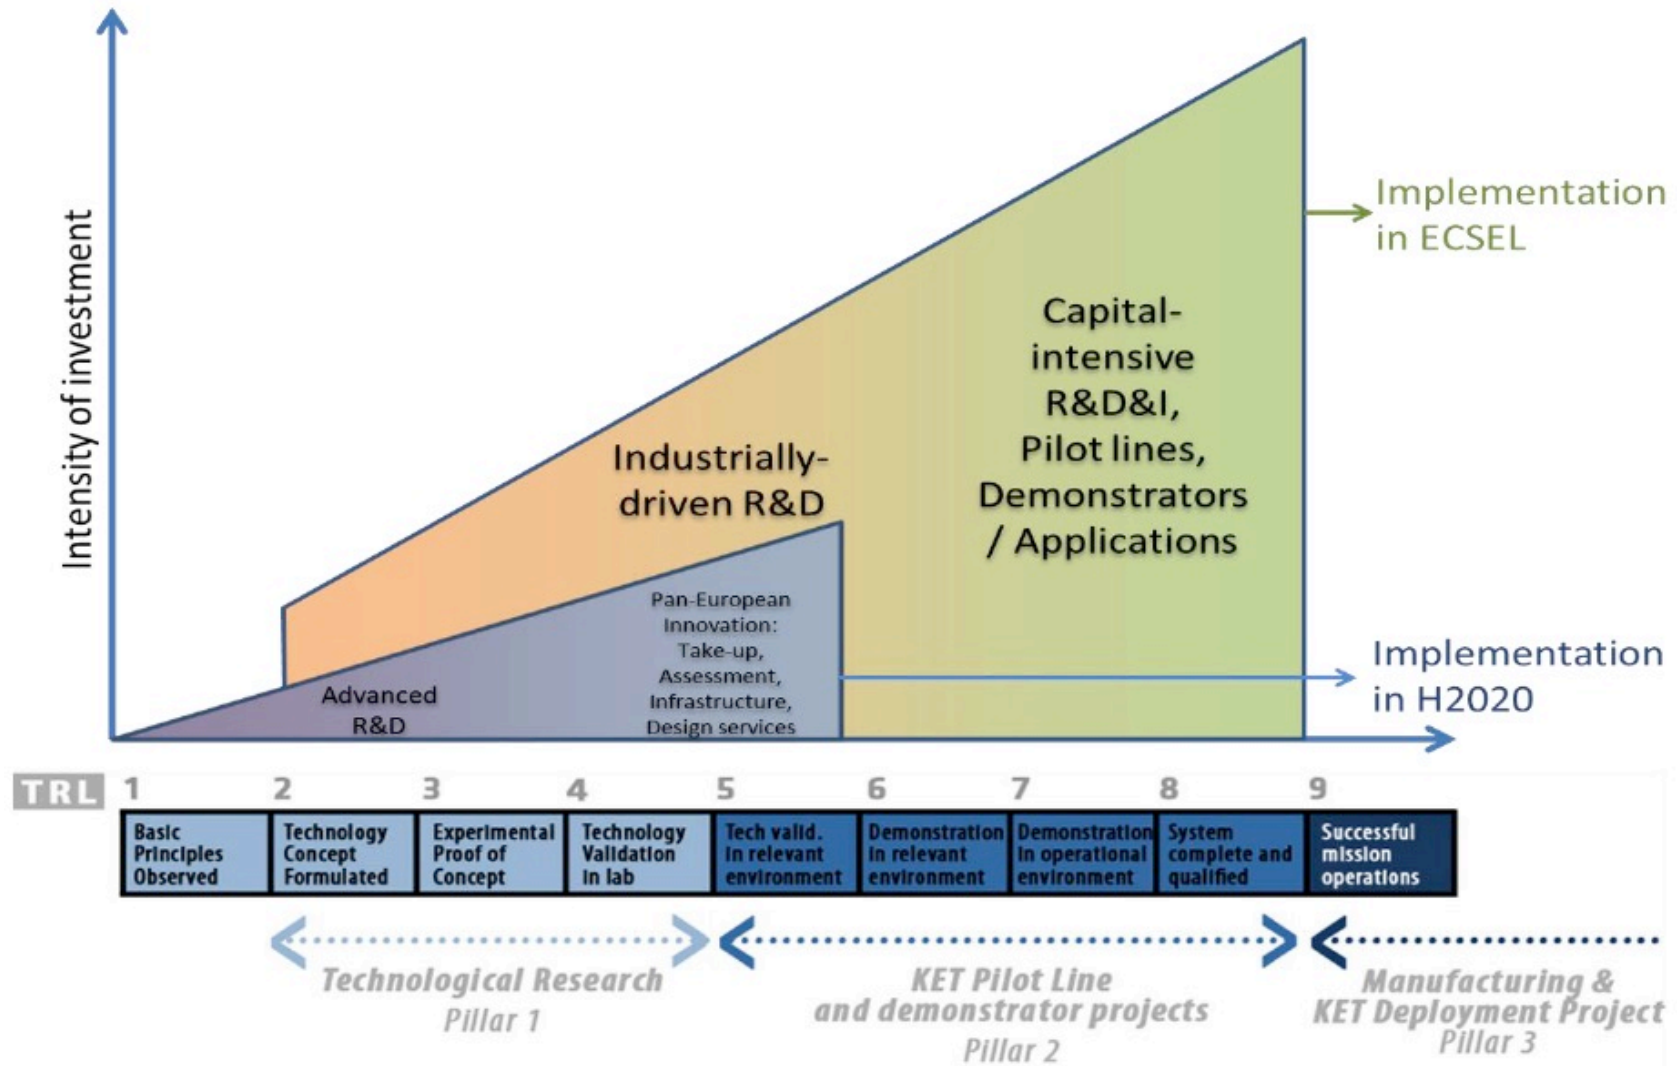 Intensity of investment
Implementation
in ECSEL
Capital-
intensive
R&D&I,
Pilot lines,
Demonstrators
/ Applications
Industrially-
driven R&D
Pan-European
Innovation:
Take-up,
Assessment,
Infrastructure,
Design services
Advanced
R&D
Implementation
in H2020
TRL 1 2 3 4 5 6 7 8 9
Basic
Principles
Observed
Technology
Concept
Formulated
Experimental
Proof of
Concept
Technology
Validation
in lab
Tech valid.
in relevant
environment
Demonstration
in relevant
environment
Demonstration
in operational
environment
System
complete and
qualified
Successful
mission
operations
Technological Research
Pillar 1
KET Pilot Line
and demonstrator projects
Pillar 2
Manufacturing &
KET Deployment Project
Pillar 3